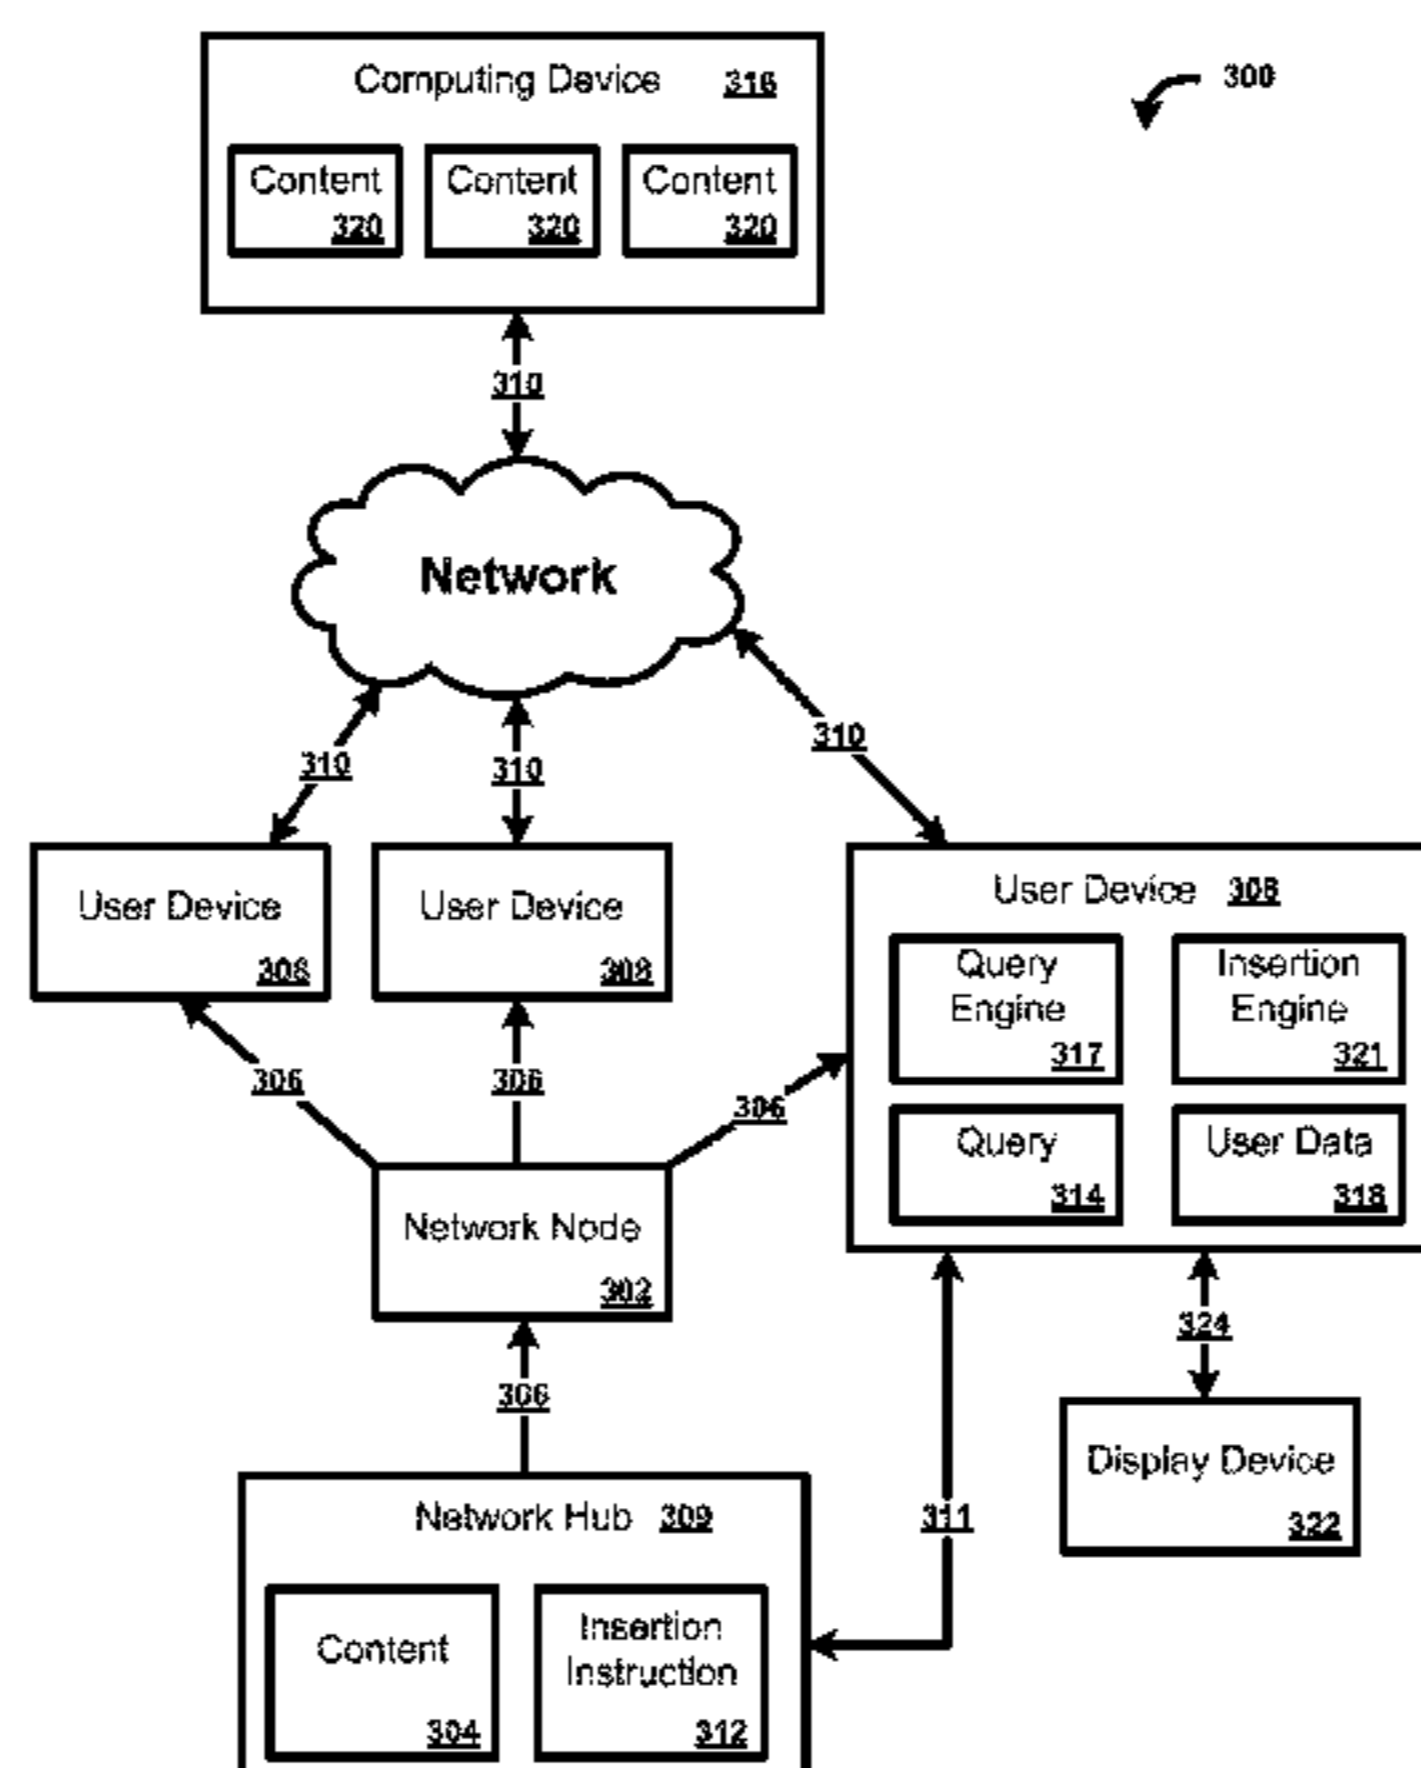 300
Computing Device 316
Content Content Content
320 320 320
310
Network
310 310 310
User Device
308
User Device
308
User Device 308
Query
Engine
317
Insertion
Engine
321
Query
314
User Data
318
306 306 306
Network Node
302
324
306
Display Device
322
311
Network Hub 309
Content
304
Insertion
Instruction
312